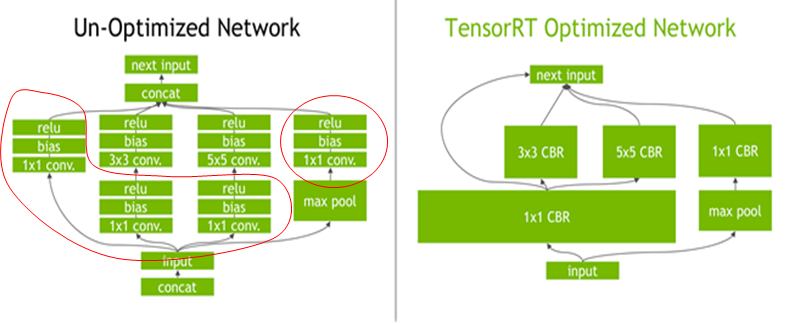 Un-Optimized Network
next input
concat
relu
bias
1x1 conv.
relu
bias
3x3 conv.
relu
bias
5x5 conv.
relu
bias
1x1 conv.
relu
bias
1x1 conv.
relu
bias
1x1 conv.
max pool
input
concat
TensorRT Optimized Network
next input
3x3 CBR
5x5 CBR
1x1 CBR
1x1 CBR
max pool
input